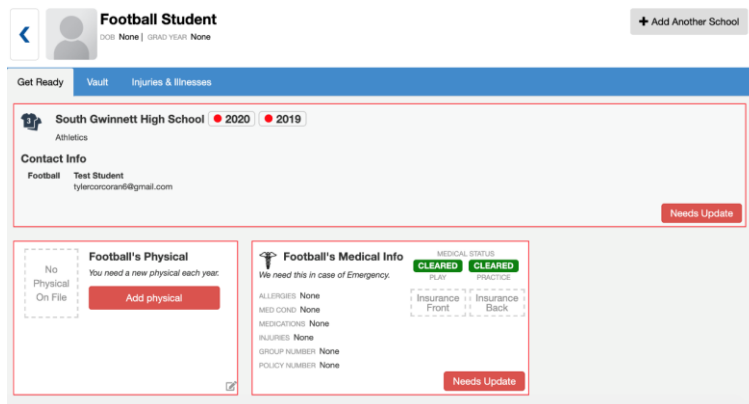 Football Student
DOB None | GRAD YEAR None
Add Another School
Get Ready Vault Injuries & Illnesses
3
South Gwinnett High School 2020 2019
Athletics
Contact Info
Football Test Student
tylercorcoran6@gmail.com
Needs Update
No
Physical
On File
Football's Physical
You need a new physical each year.
Add physical
Football's Medical Info
We need this in case of Emergency.
MEDICAL STATUS
CLEARED CLEARED
PLAY PRACTICE
ALLERGIES None
MED COND None
MEDICATIONS None
INJURIES None
GROUP NUMBER None
POLICY NUMBER None
Insurance Front
Insurance Back
Needs Update